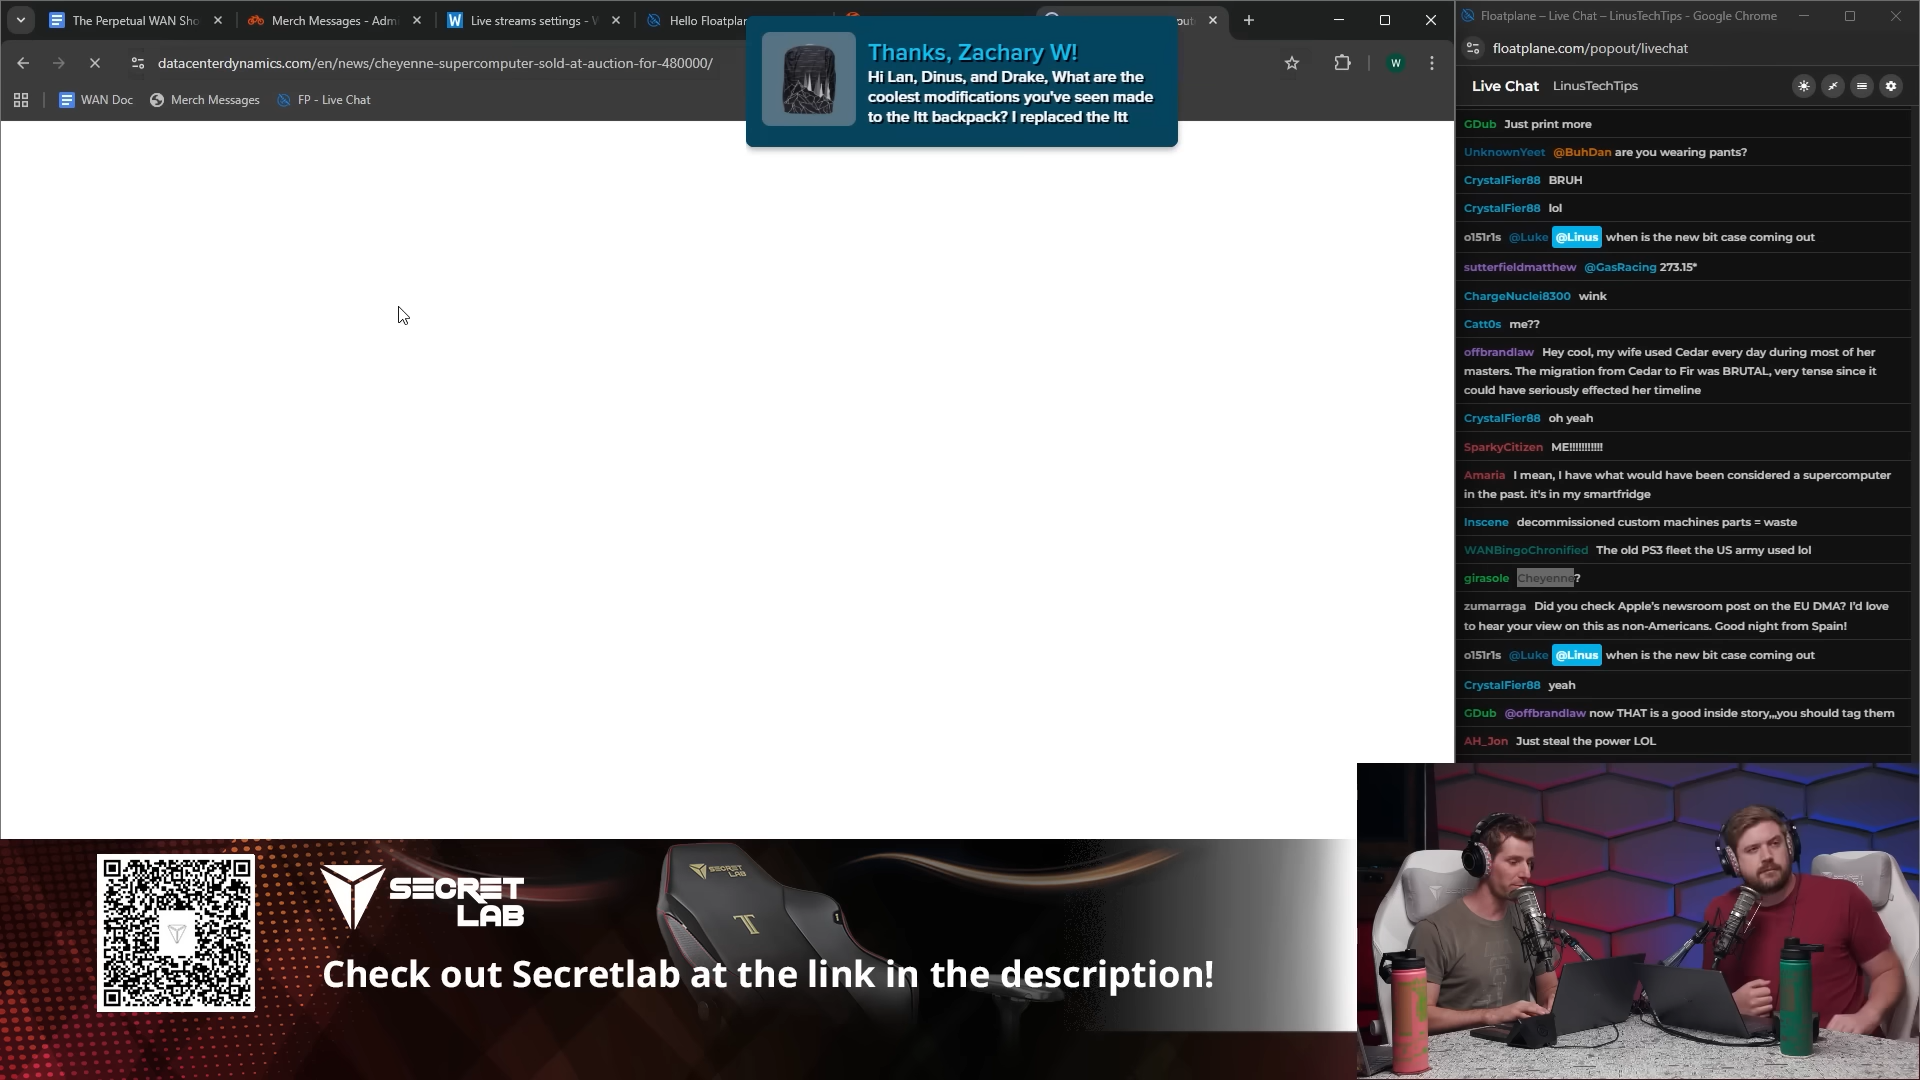 The Perpetual WAN Sho
Merch Messages - Adm
Live streams settings - W
Hello Floatplan
datacenterdynamics.com/en/news/cheyenne-supercomputer-sold-at-auction-for-480000/
W
WAN Doc
Merch Messages
FP - Live Chat
Thanks, Zachary W!
Hi Lan, Dinus, and Drake, What are the
coolest modifications you've seen made
to the ltt backpack? I replaced the ltt
Floatplane – Live Chat – LinusTechTips - Google Chrome
floatplane.com/popout/livechat
Live Chat LinusTechTips
GDub Just print more
UnknownYeet @BuhDan are you wearing pants?
CrystalFier88 BRUH
CrystalFier88 lol
o151r1s @Luke @Linus when is the new bit case coming out
sutterfieldmatthew @GasRacing 273.15*
ChargeNuclei8300 wink
Catt0s me??
offbrandlaw Hey cool, my wife used Cedar every day during most of her
masters. The migration from Cedar to Fir was BRUTAL, very tense since it
could have seriously effected her timeline
CrystalFier88 oh yeah
SparkyCitizen ME!!!!!!!!!!!
Amaria I mean, I have what would have been considered a supercomputer
in the past. it's in my smartfridge
Inscene decommissioned custom machines parts = waste
WANBingoChronified The old PS3 fleet the US army used lol
girasole Cheyenne?
zumarraga Did you check Apple's newsroom post on the EU DMA? I'd love
to hear your view on this as non-Americans. Good night from Spain!
o151r1s @Luke @Linus when is the new bit case coming out
CrystalFier88 yeah
GDub @offbrandlaw now THAT is a good inside story,,,you should tag them
AH_Jon Just steal the power LOL
SECRET
LAB
SECRET
LAB
Check out Secretlab at the link in the description!